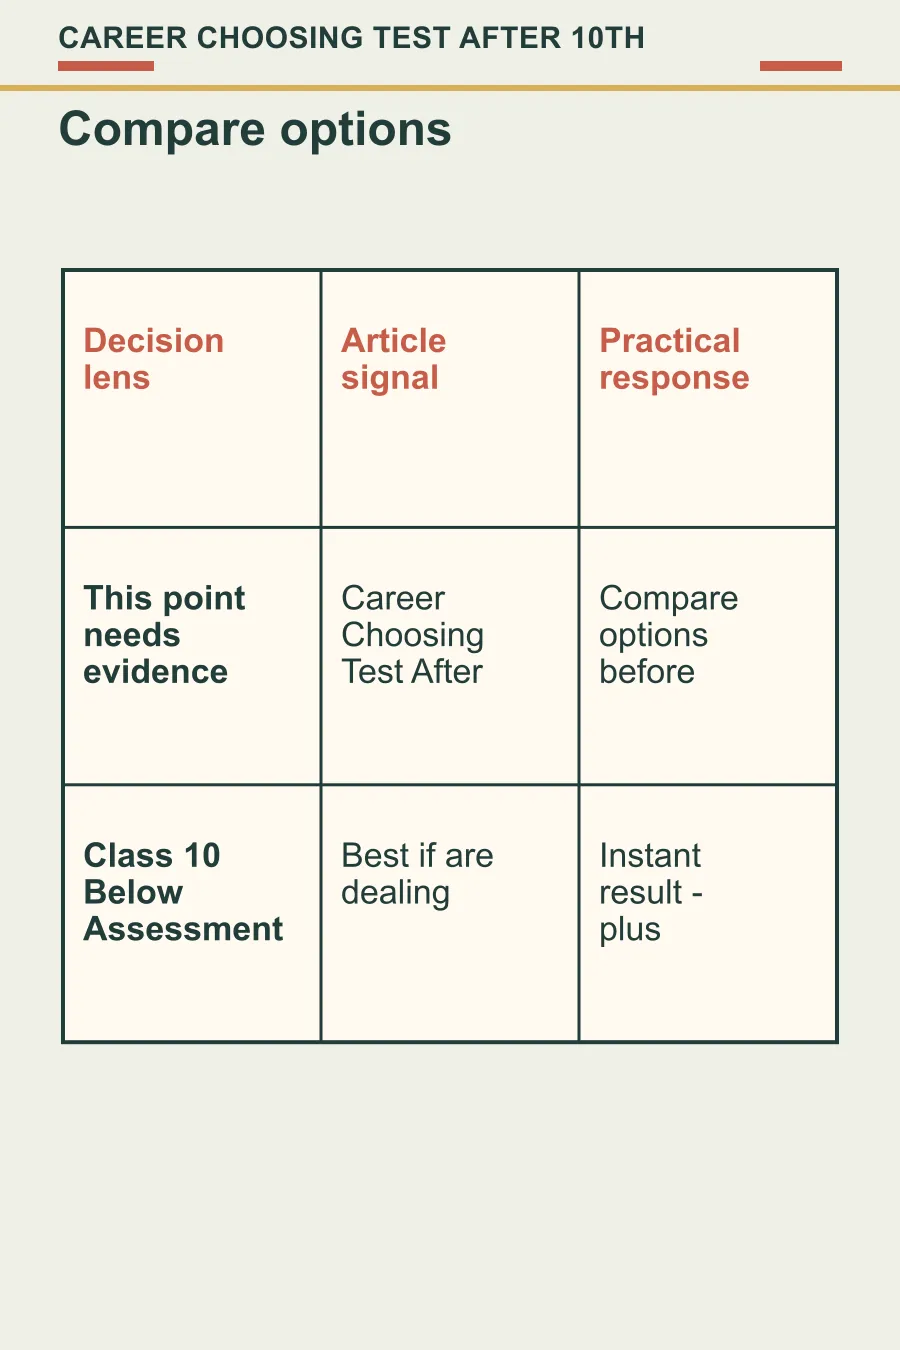 CAREER CHOOSING TEST AFTER 10TH
Compare options
Decision
lens
Article
signal
Practical
response
This point
needs
evidence
Career
Choosing
Test After
Compare
options
before
Class 10
Below
Assessment
Best if are
dealing
Instant
result -
plus